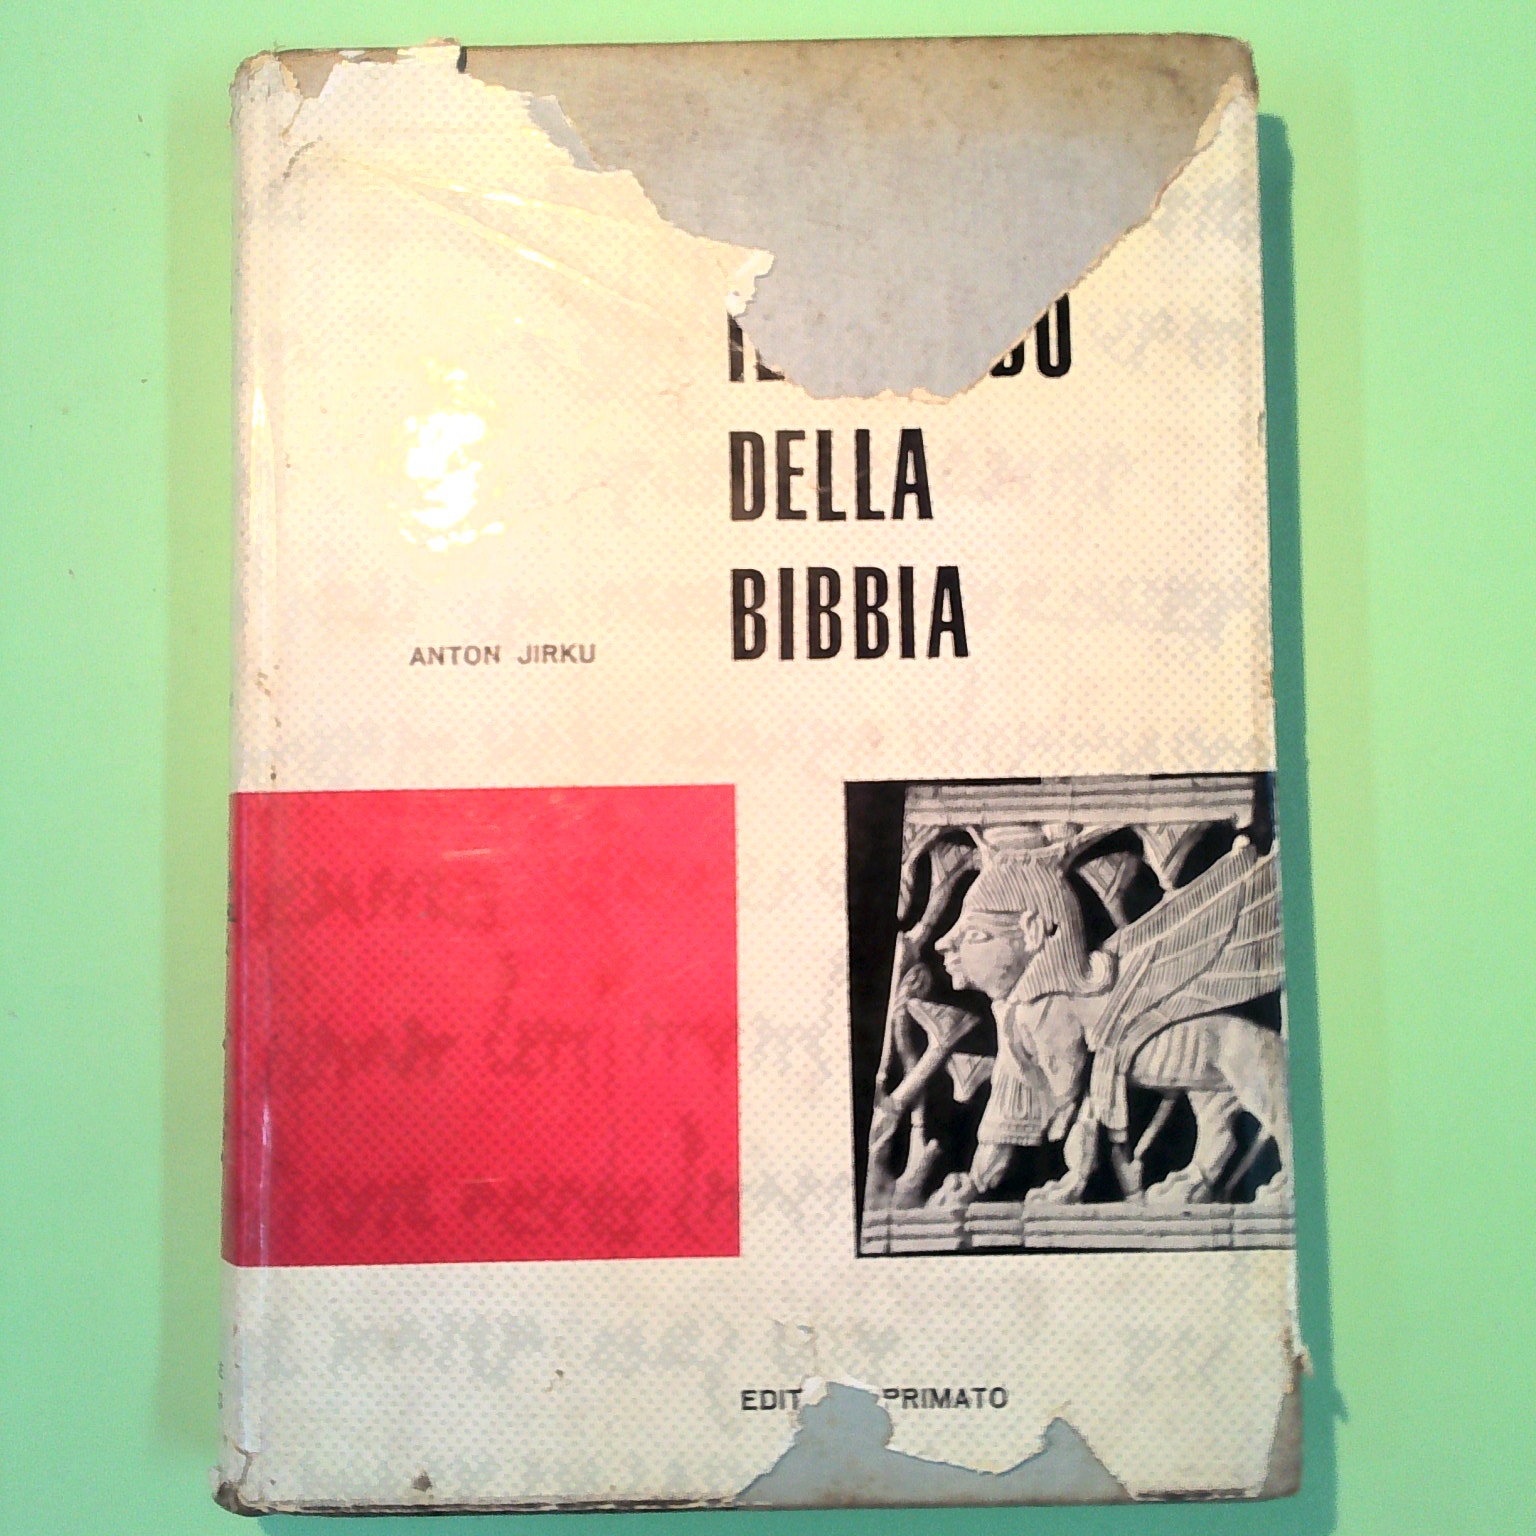 DELLA
BIBBIA
ANTON JIRKU
PRIMATO